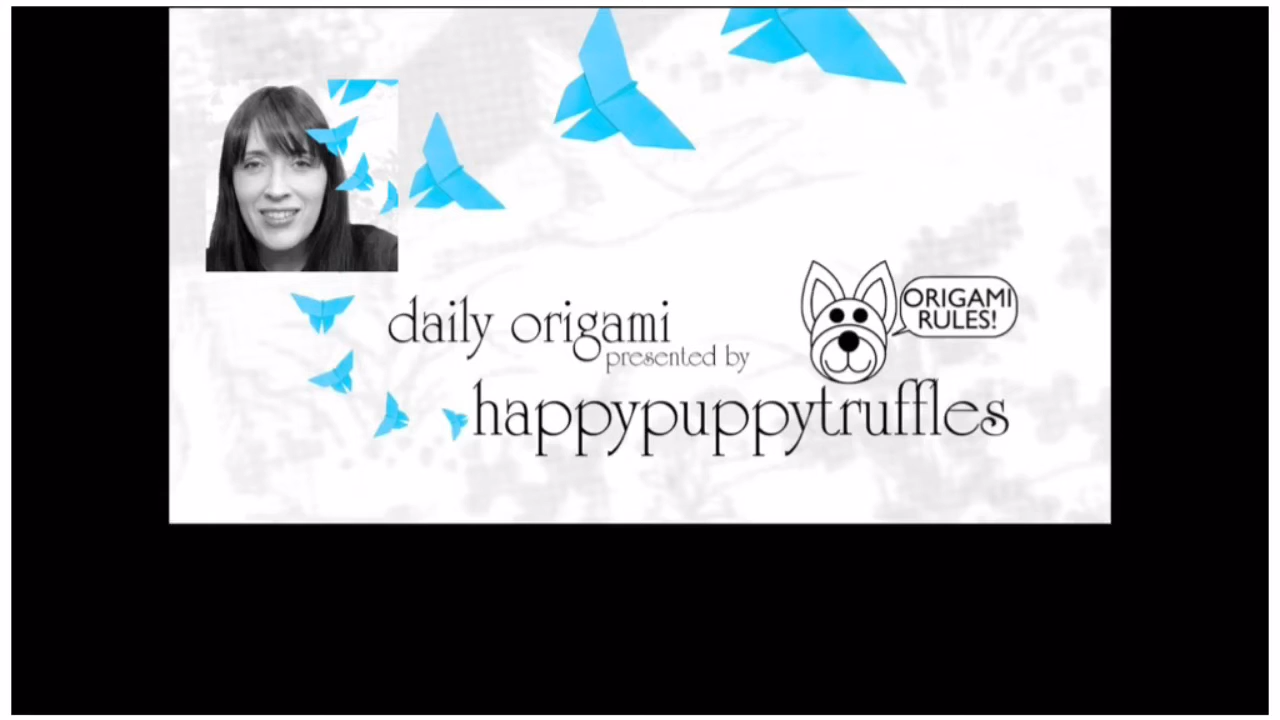 daily origami
presented by
happypuppytruffles
ORIGAMI
RULES!